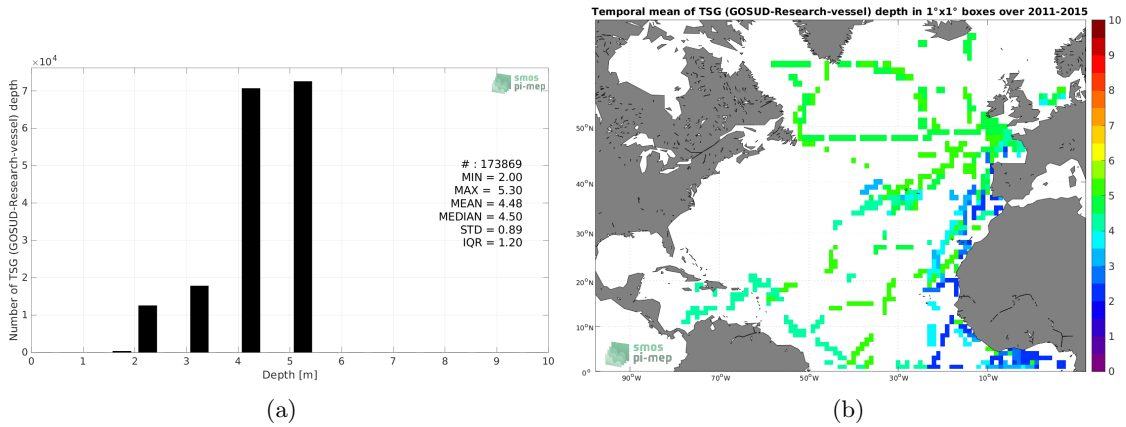 Temporal mean of TSG (GOSUD-Research-vessel) depth in 1°x1° boxes over 2011-2015
×10⁴
Number of TSG (GOSUD-Research-vessel) depth
7
6
5
4
3
2
1
0
smos
pi-mep
# : 173869
MIN = 2.00
MAX = 5.30
MEAN = 4.48
MEDIAN = 4.50
STD = 0.89
IQR = 1.20
0 1 2 3 4 5 6 7 8 9 10
Depth [m]
(a)
50°N
40°N
30°N
20°N
10°N
0°
90°W 70°W 50°W 30°W 10°W
smos
pi-mep
10
9
8
7
6
5
4
3
2
1
0
(b)